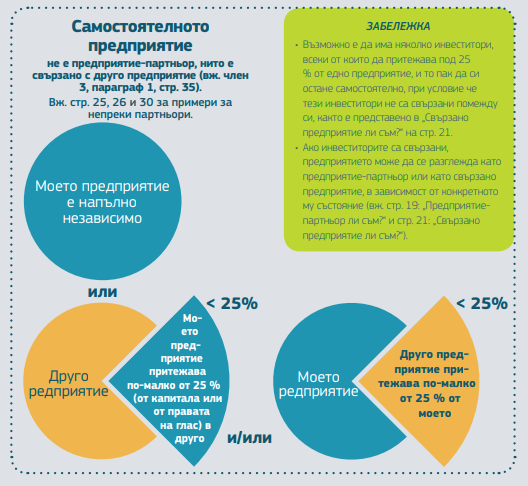 Самостоятелното
предприятие
не е предприятие-партньор, нито е
свързано с друго предприятие (вж. член
3, параграф 1, стр. 35).
Вж. стр. 25, 26 и 30 за примери за
непреки партньори.
Моето предприятие
е напълно
независимо
или
ЗАБЕЛЕЖКА
• Възможно е да има няколко инвеститори,
всеки от които да притежава под 25
% от едно предприятие, и то пак да си
остане самостоятелно, при условие че
тези инвеститори не са свързани помежду
си, както е представено в „Свързано
предприятие ли съм?“ на стр. 21.
• Ако инвеститорите са свързани,
предприятието може да се разглежда като
предприятие-партньор или като свързано
предприятие, в зависимост от конкретното
му състояние (вж. стр. 19: „Предприятие-
партньор ли съм?“ и стр. 21: „Свързано
предприятие ли съм?“).
< 25%
Друго
редприятие
Мо-
ето
пред-
приятие
притежава
по-малко от 25 %
(от капитала или
от правата
на глас) в
друго
и/или
< 25%
Моето
редприятие
Друго пред-
приятие при-
тежава по-малко
от 25 % от
моето